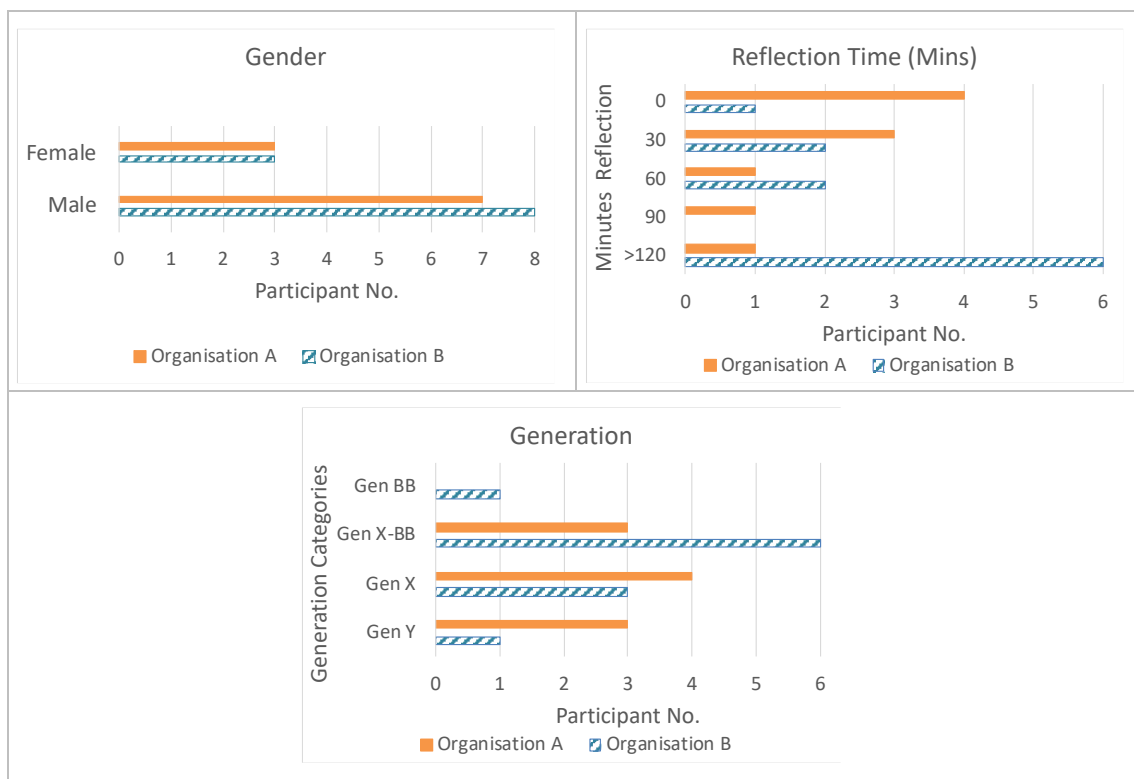 Gender
Female
Male
0 1 2 3 4 5 6 7 8
Participant No.
Organisation A Organisation B
Reflection Time (Mins)
Minutes Reflection
0
30
60
90
>120
0 1 2 3 4 5 6
Participant No.
Organisation A Organisation B
Generation
Generation Categories
Gen BB
Gen X-BB
Gen X
Gen Y
0 1 2 3 4 5 6
Participant No.
Organisation A Organisation B